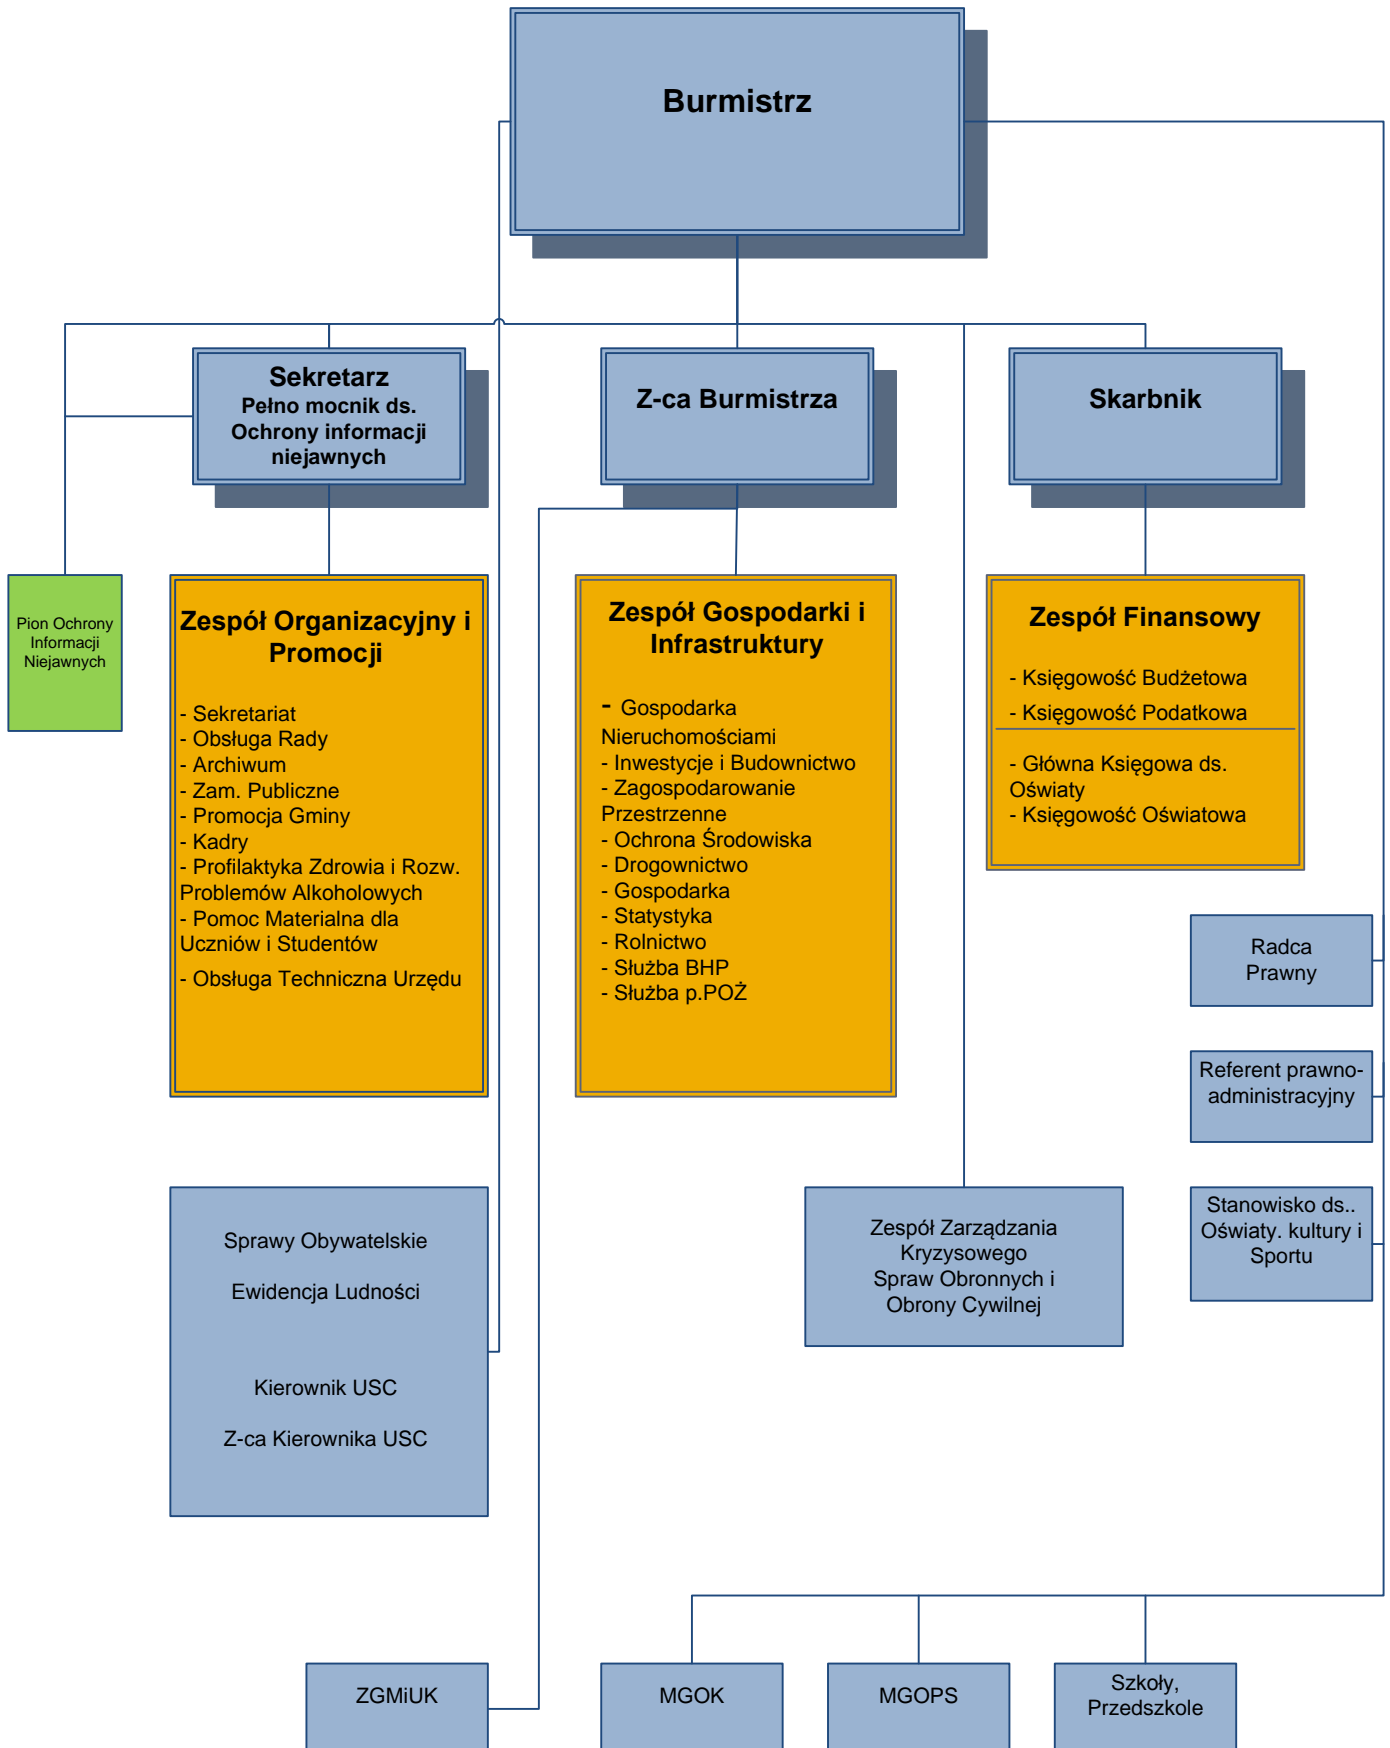 Burmistrz
Sekretarz
Pełno mocnik ds.
Ochrony informacji
niejawnych
Z-ca Burmistrza
Skarbnik
Pion Ochrony
Informacji
Niejawnych
Zespół Organizacyjny i
Promocji
- Sekretariat
- Obsługa Rady
- Archiwum
- Zam. Publiczne
- Promocja Gminy
- Kadry
- Profilaktyka Zdrowia i Rozw.
Problemów Alkoholowych
- Pomoc Materialna dla
Uczniów i Studentów
- Obsługa Techniczna Urzędu
Zespół Gospodarki i
Infrastruktury
- Gospodarka
Nieruchomościami
- Inwestycje i Budownictwo
- Zagospodarowanie
Przestrzenne
- Ochrona Środowiska
- Drogownictwo
- Gospodarka
- Statystyka
- Rolnictwo
- Służba BHP
- Służba p.POŻ
Zespół Finansowy
- Księgowość Budżetowa
- Księgowość Podatkowa
- Główna Księgowa ds.
Oświaty
- Księgowość Oświatowa
Radca
Prawny
Referent prawno-
administracyjny
Stanowisko ds..
Oświaty. kultury i
Sportu
Sprawy Obywatelskie
Ewidencja Ludności
Kierownik USC
Z-ca Kierownika USC
Zespół Zarządzania
Kryzysowego
Spraw Obronnych i
Obrony Cywilnej
ZGMiUK
MGOK
MGOPS
Szkoły,
Przedszkole